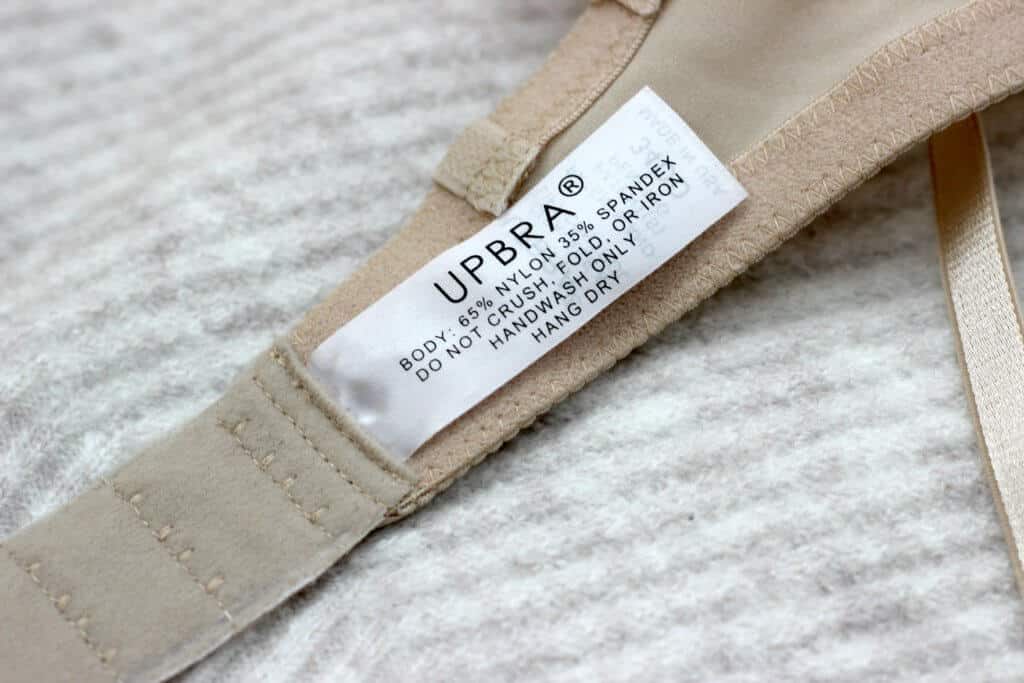 UPBRA®
BODY: 65% NYLON 35% SPANDEX
DO NOT CRUSH, FOLD, OR IRON
HANDWASH ONLY
HANG DRY